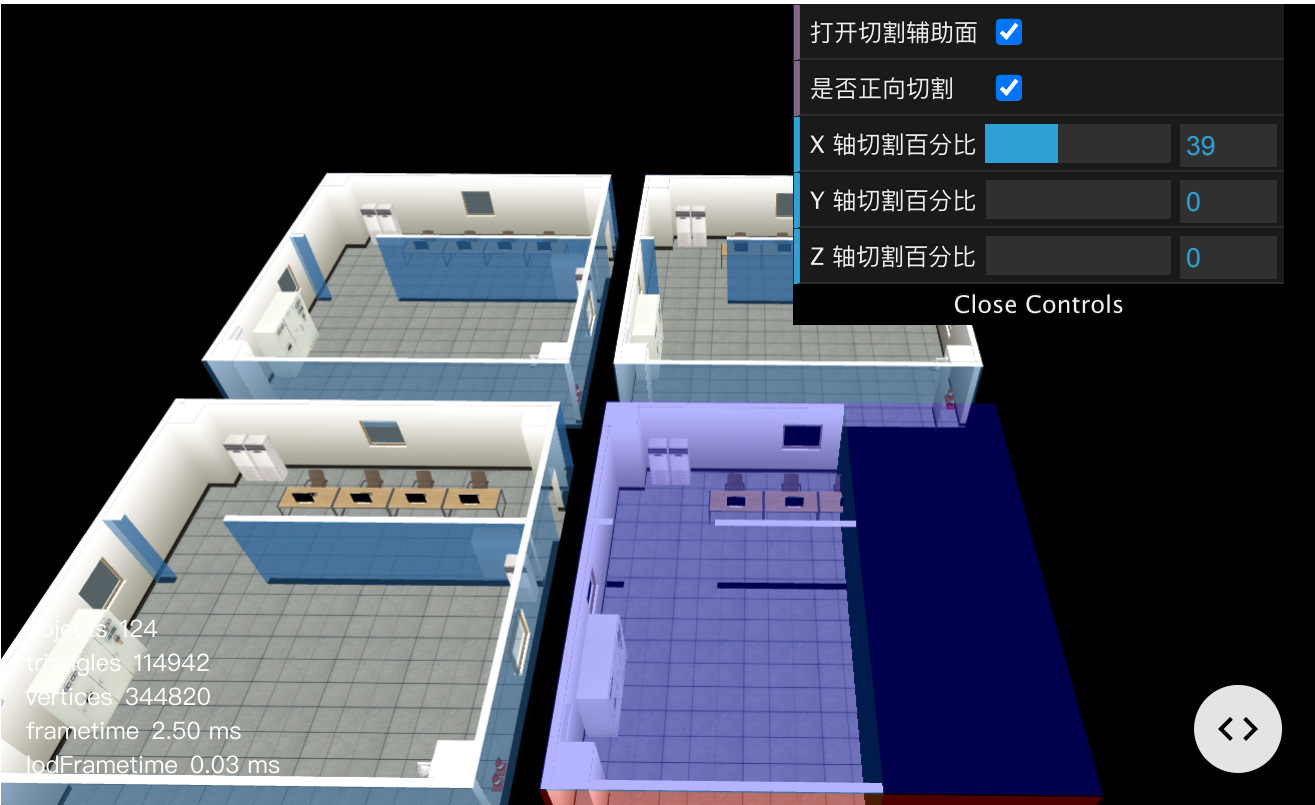 打开切割辅助面
是否正向切割
X 轴切割百分比 39
Y 轴切割百分比 0
Z 轴切割百分比 0
Close Controls
objects 124
triangles 114942
vertices 344820
frametime 2.50 ms
lodFrametime 0.03 ms